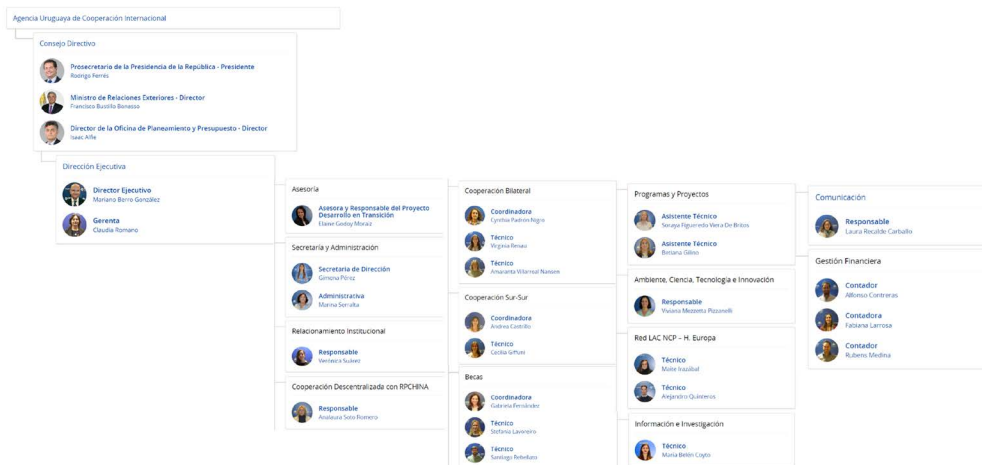 Agencia Uruguaya de Cooperación Internacional
Consejo Directivo
Prosecretario de la Presidencia de la República - Presidente
Rodrigo Ferrés
Ministro de Relaciones Exteriores - Director
Francisco Bustillo Bonasso
Director de la Oficina de Planeamiento y Presupuesto - Director
Isaac Alfie
Dirección Ejecutiva
Director Ejecutivo
Mariano Berro González
Gerenta
Claudia Romano
Asesoría
Asesora y Responsable del Proyecto
Desarrollo en Transición
Elaine Godoy Moraiz
Secretaría y Administración
Secretaria de Dirección
Gimena Pérez
Administrativa
Marina Serralta
Relacionamiento Institucional
Responsable
Verónica Suárez
Cooperación Descentralizada con RPCHINA
Responsable
Analaura Soto Romero
Cooperación Bilateral
Coordinadora
Cynthia Padrini Nigro
Técnico
Virginia Renau
Técnico
Amaranta Villarreal Nansen
Cooperación Sur-Sur
Coordinadora
Andrea Castrillo
Técnico
Cecilia Giffuni
Becas
Coordinadora
Gabriela Fernández
Técnico
Stefania Lavoreiro
Técnico
Santiago Rebellato
Programas y Proyectos
Asistente Técnico
Soraya Figueredo Viera De Britos
Asistente Técnico
Betiana Gilino
Ambiente, Ciencia, Tecnología e Innovación
Responsable
Viviana Mezzetta Pizzanelli
Red LAC NCP – H. Europa
Técnico
Maite Irazábal
Técnico
Alejandro Quinteros
Información e Investigación
Técnico
María Belén Coyto
Comunicación
Responsable
Laura Recalde Carballo
Gestión Financiera
Contador
Alfonso Contreras
Contadora
Fabiana Larrosa
Contador
Rubens Medina